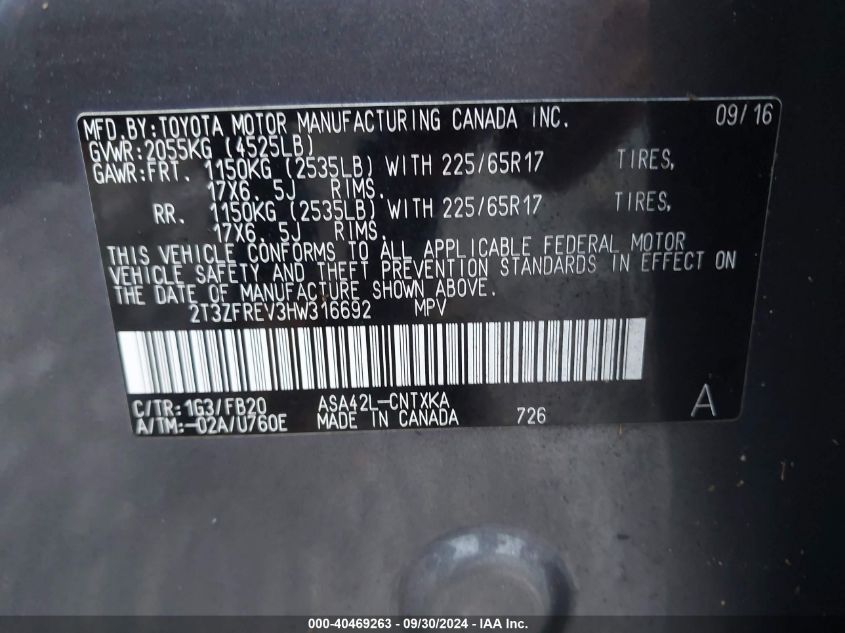 MFD.BY:TOYOTA MOTOR MANUFACTURING CANADA INC. 09/16
GVWR:2055KG (4525LB)
GAWR:FRT. 1150KG (2535LB) WITH 225/65R17 TIRES,
17X6. 5J RIMS.
RR. 1150KG (2535LB) WITH 225/65R17 TIRES,
17X6. 5J RIMS.
THIS VEHICLE CONFORMS TO ALL APPLICABLE FEDERAL MOTOR
VEHICLE SAFETY AND THEFT PREVENTION STANDARDS IN EFFECT ON
THE DATE OF MANUFACTURE SHOWN ABOVE.
2T3ZFREV3HW316692 MPV
C/TR:1G3/FB20 ASA42L-CNTXKA A
A/TM:-02A/U760E MADE IN CANADA 726
000-40469263 - 09/30/2024 - IAA Inc.